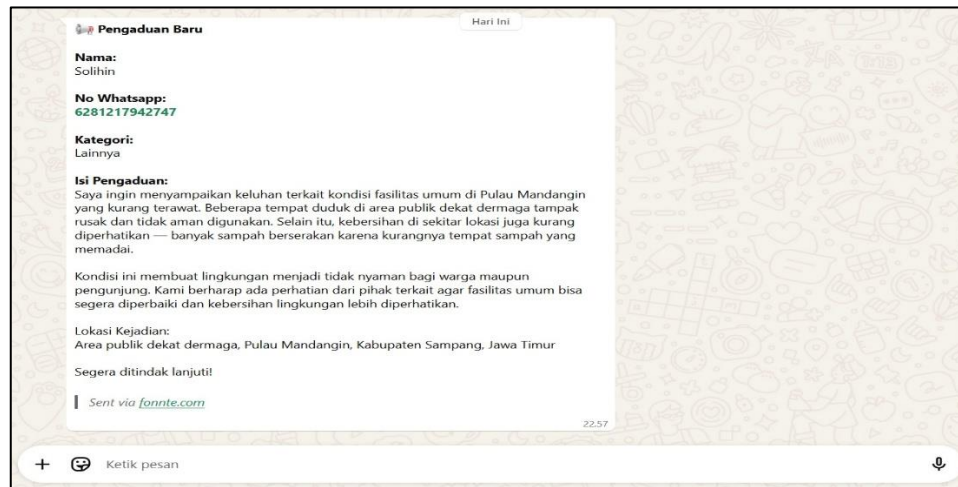 Hari Ini
Pengaduan Baru
Nama:
Solihin
No Whatsapp:
6281217942747
Kategori:
Lainnya
Isi Pengaduan:
Saya ingin menyampaikan keluhan terkait kondisi fasilitas umum di Pulau Mandangin
yang kurang terawat. Beberapa tempat duduk di area publik dekat dermaga tampak
rusak dan tidak aman digunakan. Selain itu, kebersihan di sekitar lokasi juga kurang
diperhatikan — banyak sampah berserakan karena kurangnya tempat sampah yang
memadai.
Kondisi ini membuat lingkungan menjadi tidak nyaman bagi warga maupun
pengunjung. Kami berharap ada perhatian dari pihak terkait agar fasilitas umum bisa
segera diperbaiki dan kebersihan lingkungan lebih diperhatikan.
Lokasi Kejadian:
Area publik dekat dermaga, Pulau Mandangin, Kabupaten Sampang, Jawa Timur
Segera ditindak lanjuti!
Sent via fonnte.com
22.57
Ketik pesan